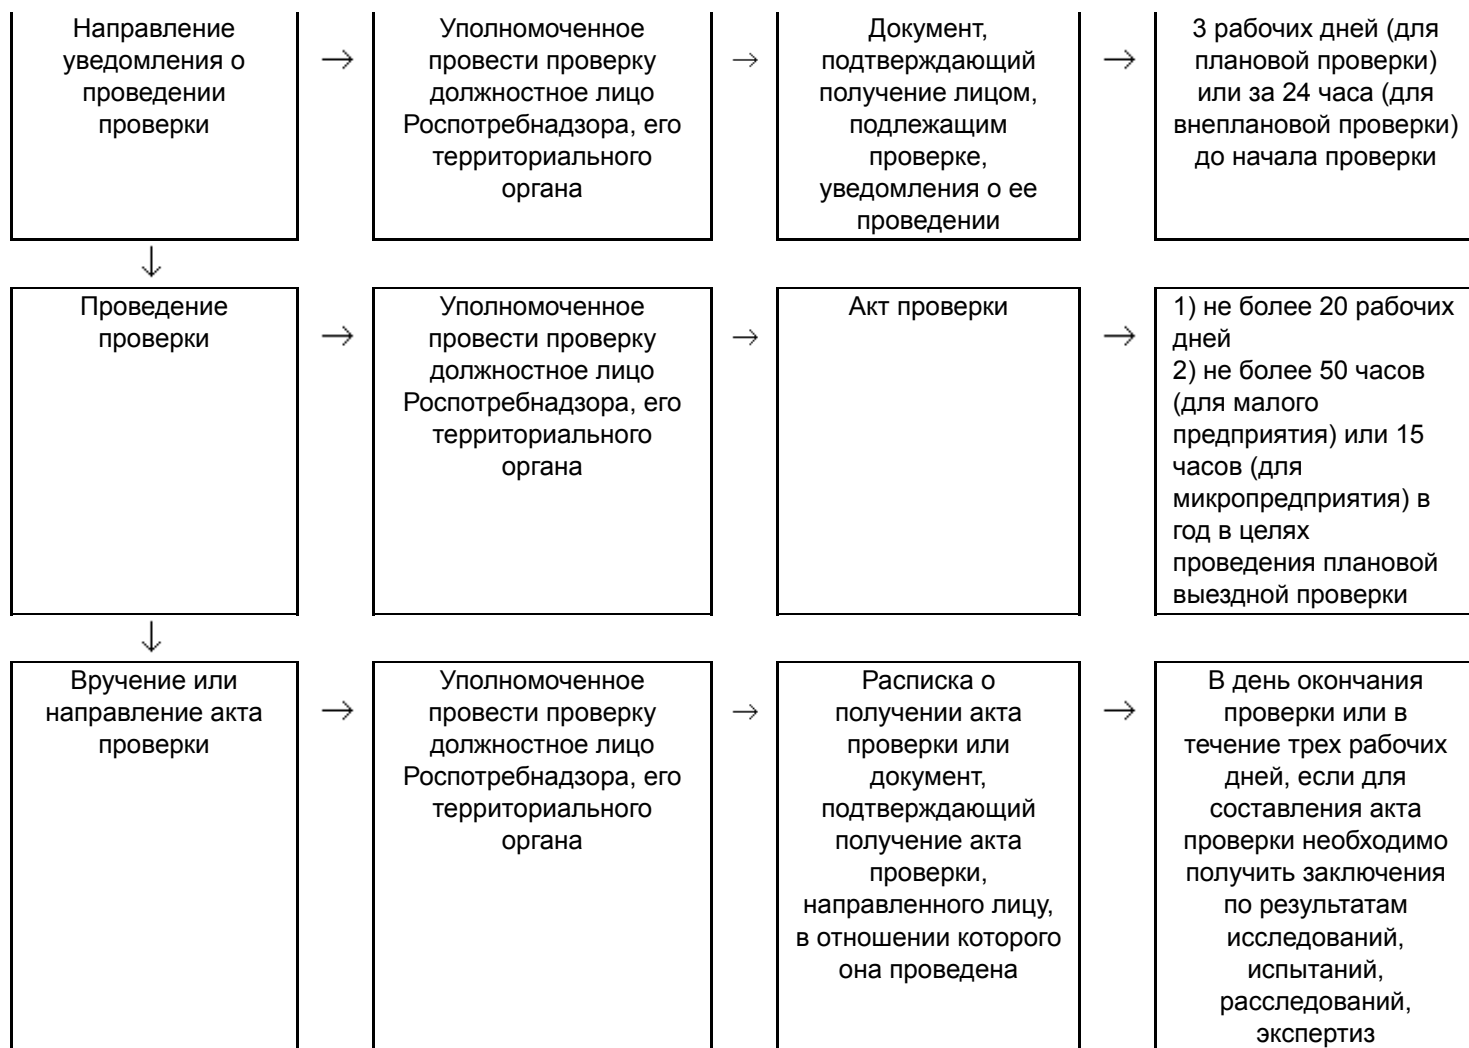 Направление
уведомления о
проведении
проверки
→
Уполномоченное
провести проверку
должностное лицо
Роспотребнадзора, его
территориального
органа
→
Документ,
подтверждающий
получение лицом,
подлежащим
проверке,
уведомления о ее
проведении
→
3 рабочих дней (для
плановой проверки)
или за 24 часа (для
внеплановой проверки)
до начала проверки
↓
Проведение
проверки
→
Уполномоченное
провести проверку
должностное лицо
Роспотребнадзора, его
территориального
органа
→
Акт проверки
→
1) не более 20 рабочих
дней
2) не более 50 часов
(для малого
предприятия) или 15
часов (для
микропредприятия) в
год в целях
проведения плановой
выездной проверки
↓
Вручение или
направление акта
проверки
→
Уполномоченное
провести проверку
должностное лицо
Роспотребнадзора, его
территориального
органа
→
Расписка о
получении акта
проверки или
документ,
подтверждающий
получение акта
проверки,
направленного лицу,
в отношении которого
она проведена
→
В день окончания
проверки или в
течение трех рабочих
дней, если для
составления акта
проверки необходимо
получить заключения
по результатам
исследований,
испытаний,
расследований,
экспертиз